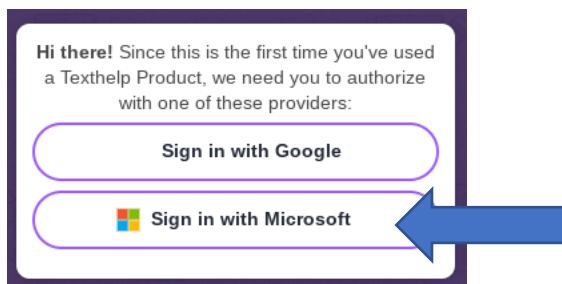 Hi there! Since this is the first time you've used
a Texthelp Product, we need you to authorize
with one of these providers:
Sign in with Google
Sign in with Microsoft